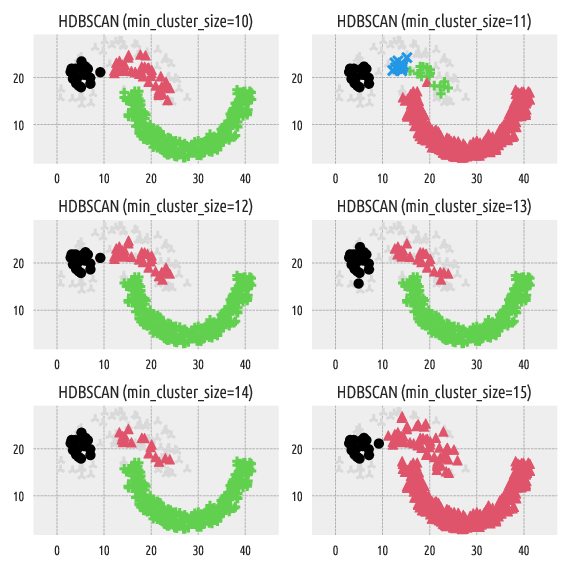 HDBSCAN (min_cluster_size=10)
HDBSCAN (min_cluster_size=11)
20
10
0 10 20 30 40
20
10
0 10 20 30 40
HDBSCAN (min_cluster_size=12)
HDBSCAN (min_cluster_size=13)
20
10
0 10 20 30 40
20
10
0 10 20 30 40
HDBSCAN (min_cluster_size=14)
HDBSCAN (min_cluster_size=15)
20
10
0 10 20 30 40
20
10
0 10 20 30 40